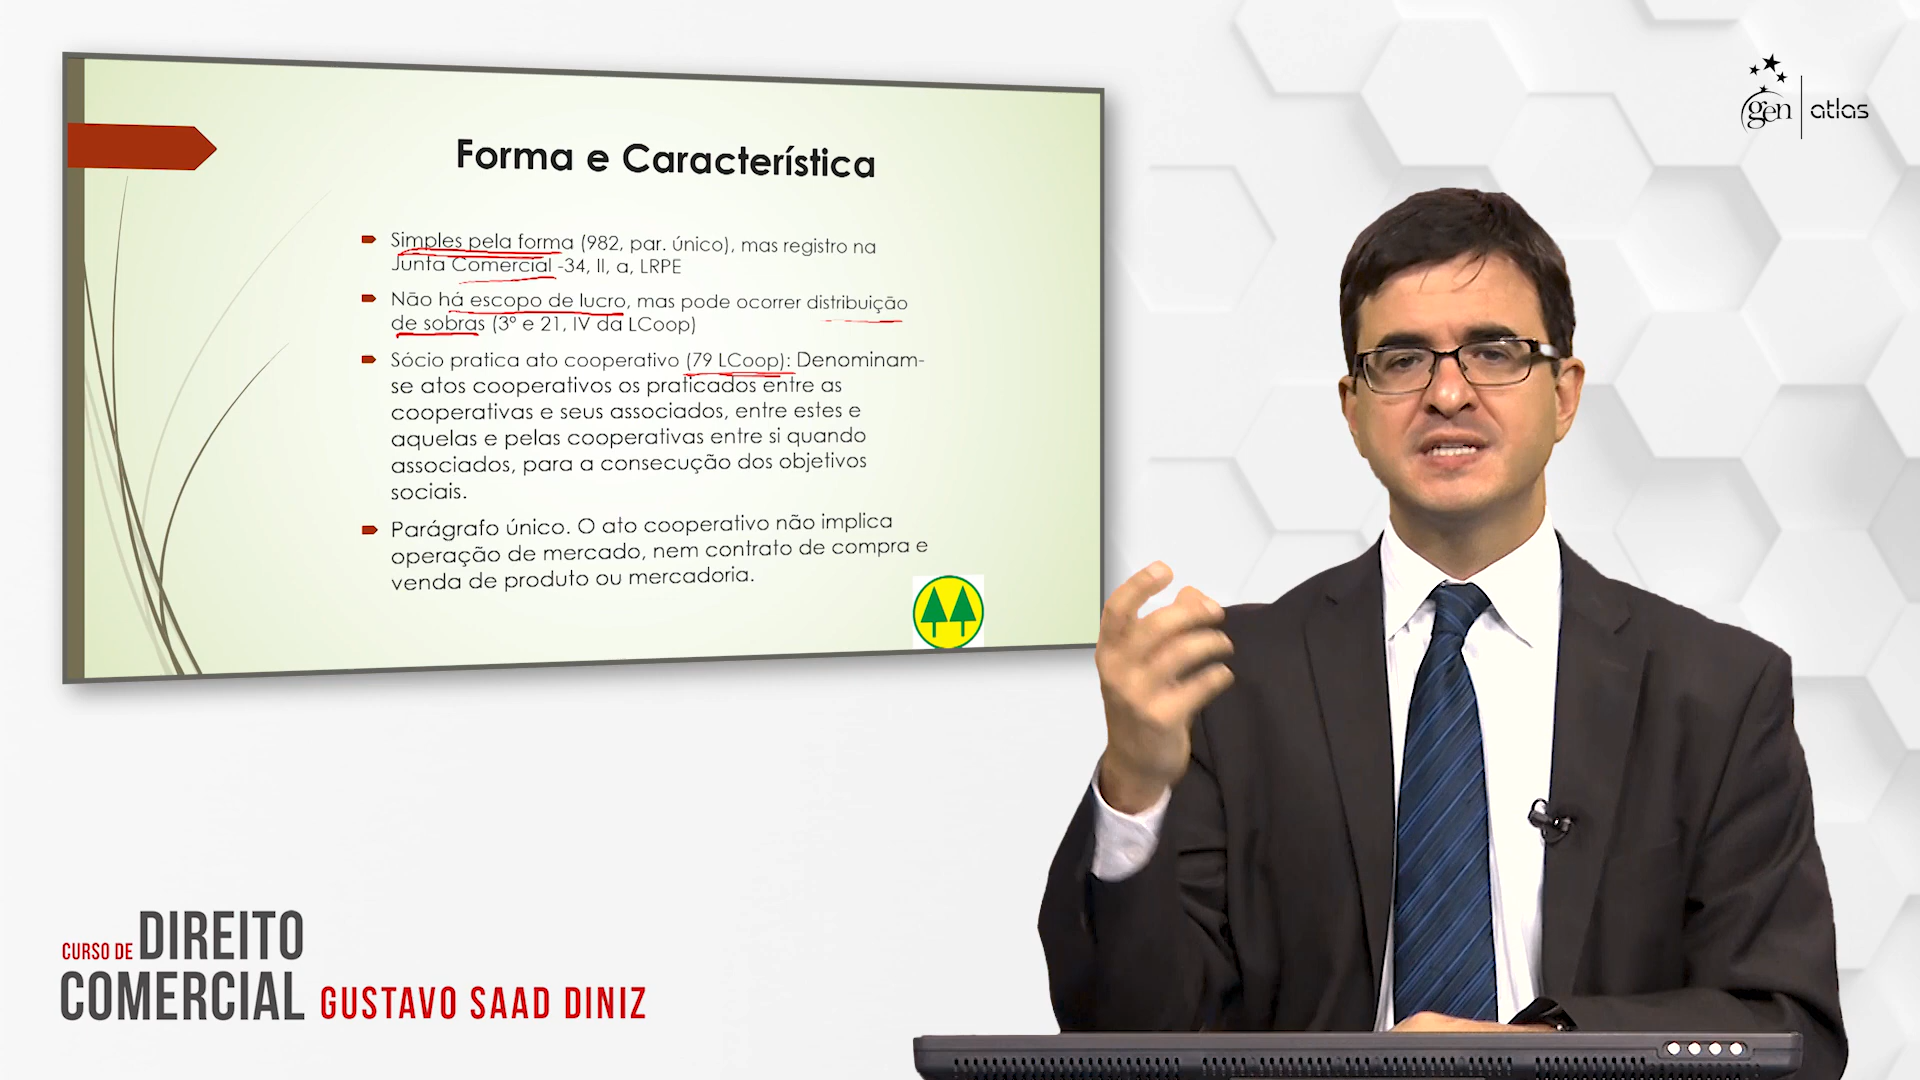 Forma e Característica
Simples pela forma (982, par. único), mas registro na
Junta Comercial -34, II, a, LRPE
Não há escopo de lucro, mas pode ocorrer distribuição
de sobras (3º e 21, IV da LCoop)
Sócio pratica ato cooperativo (79 LCoop): Denominam-
se atos cooperativos os praticados entre as
cooperativas e seus associados, entre estes e
aquelas e pelas cooperativas entre si quando
associados, para a consecução dos objetivos
sociais.
Parágrafo único. O ato cooperativo não implica
operação de mercado, nem contrato de compra e
venda de produto ou mercadoria.
gen | atlas
CURSO DE DIREITO
COMERCIAL GUSTAVO SAAD DINIZ